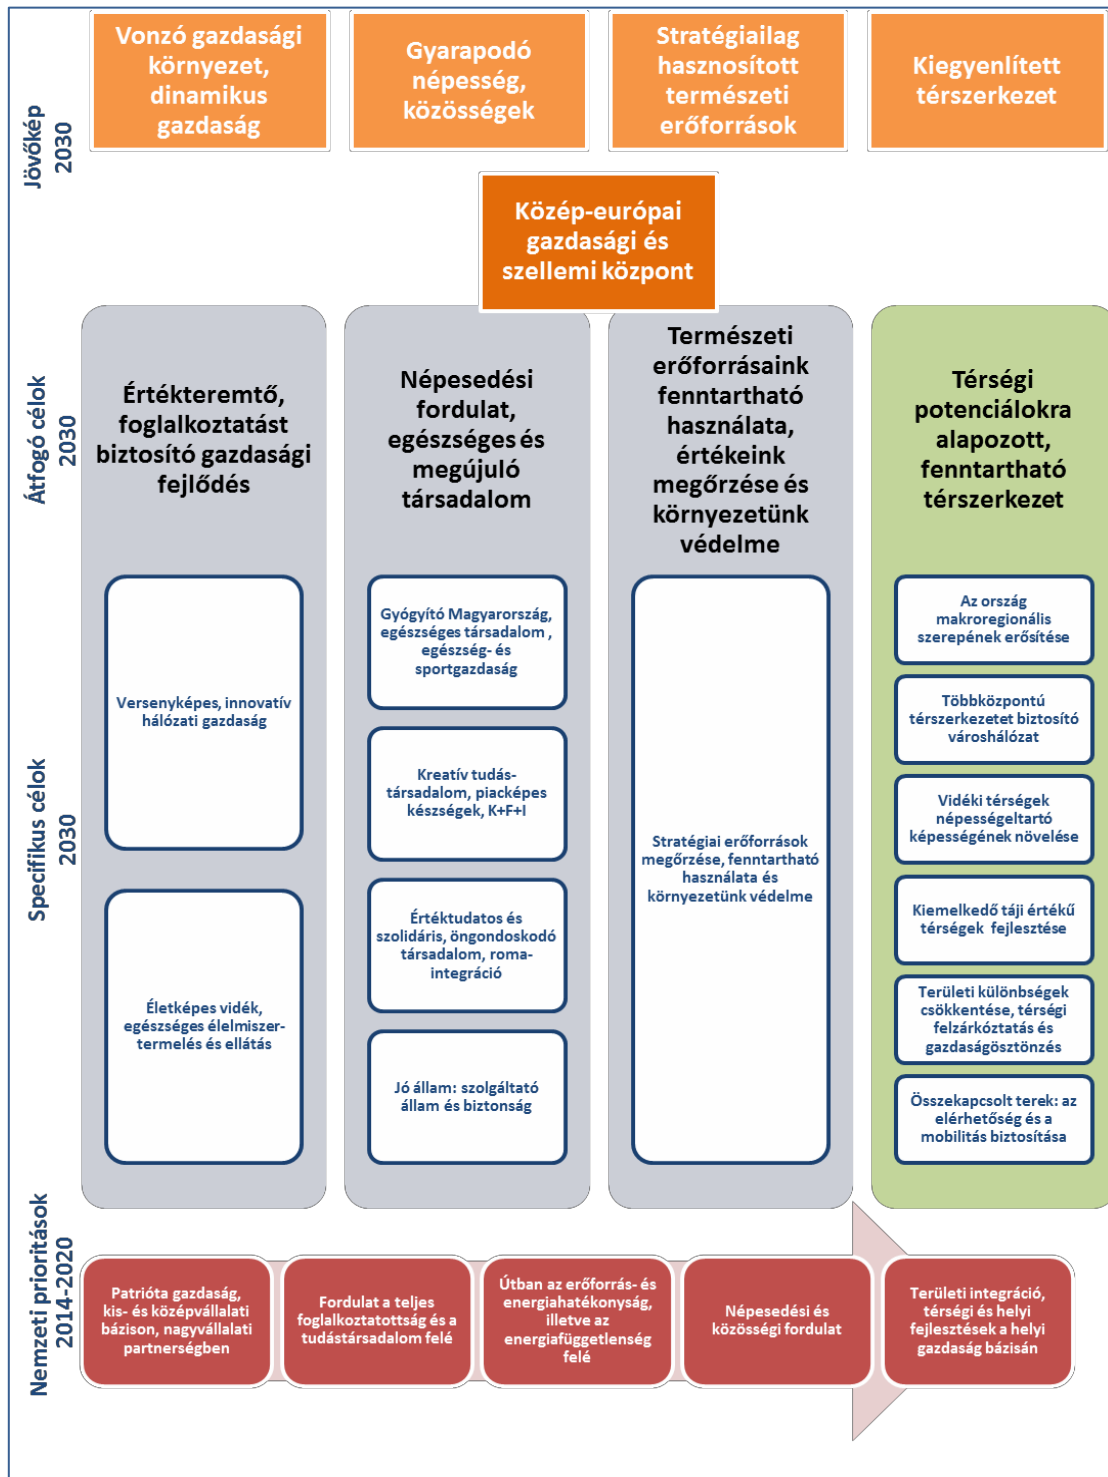 Jövőkép
2030
Vonzó gazdasági
környezet,
dinamikus
gazdaság
Gyarapodó
népesség,
közösségek
Stratégiailag
hasznosított
természeti
erőforrások
Kiegyenlített
térszerkezet
Közép-európai
gazdasági és
szellemi központ
Átfogó célok
2030
Értékteremtő,
foglalkoztatást
biztosító gazdasági
fejlődés
Népesedési
fordulat,
egészséges és
megújuló
társadalom
Természeti
erőforrásaink
fenntartható
használata,
értékeink
megőrzése és
környezetünk
védelme
Térségi
potenciálokra
alapozott,
fenntartható
térszerkezet
Specifikus célok
2030
Versenyképes, innovatív
hálózati gazdaság
Életképes vidék,
egészséges élelmiszer-
termelés és ellátás
Gyógyító Magyarország,
egészséges társadalom ,
egészség- és
sportgazdaság
Kreatív tudás-
társadalom, piacképes
készségek, K+F+I
Értéktudatos és
szolidáris, öngondoskodó
társadalom, roma-
integráció
Jó állam: szolgáltató
állam és biztonság
Stratégiai erőforrások
megőrzése, fenntartható
használata és
környezetünk védelme
Az ország
makroregionális
szerepének erősítése
Többközpontú
térszerkezetet biztosító
városhálózat
Vidéki térségek
népességeltartó
képességének növelése
Kiemelkedő táji értékű
térségek  fejlesztése
Területi különbségek
csökkentése, térségi
felzárkóztatás és
gazdaságösztönzés
Összekapcsolt terek: az
elérhetőség és a
mobilitás biztosítása
Nemzeti prioritások
2014-2020
Patrióta gazdaság,
kis- és középvállalati
bázison, nagyvállalati
partnerségben
Fordulat a teljes
foglalkoztatottság és a
tudástársadalom felé
Útban az erőforrás- és
energiahatékonyság,
illetve az
energiafüggetlenség
felé
Népesedési és
közösségi fordulat
Területi integráció,
térségi és helyi
fejlesztések a helyi
gazdaság bázisán